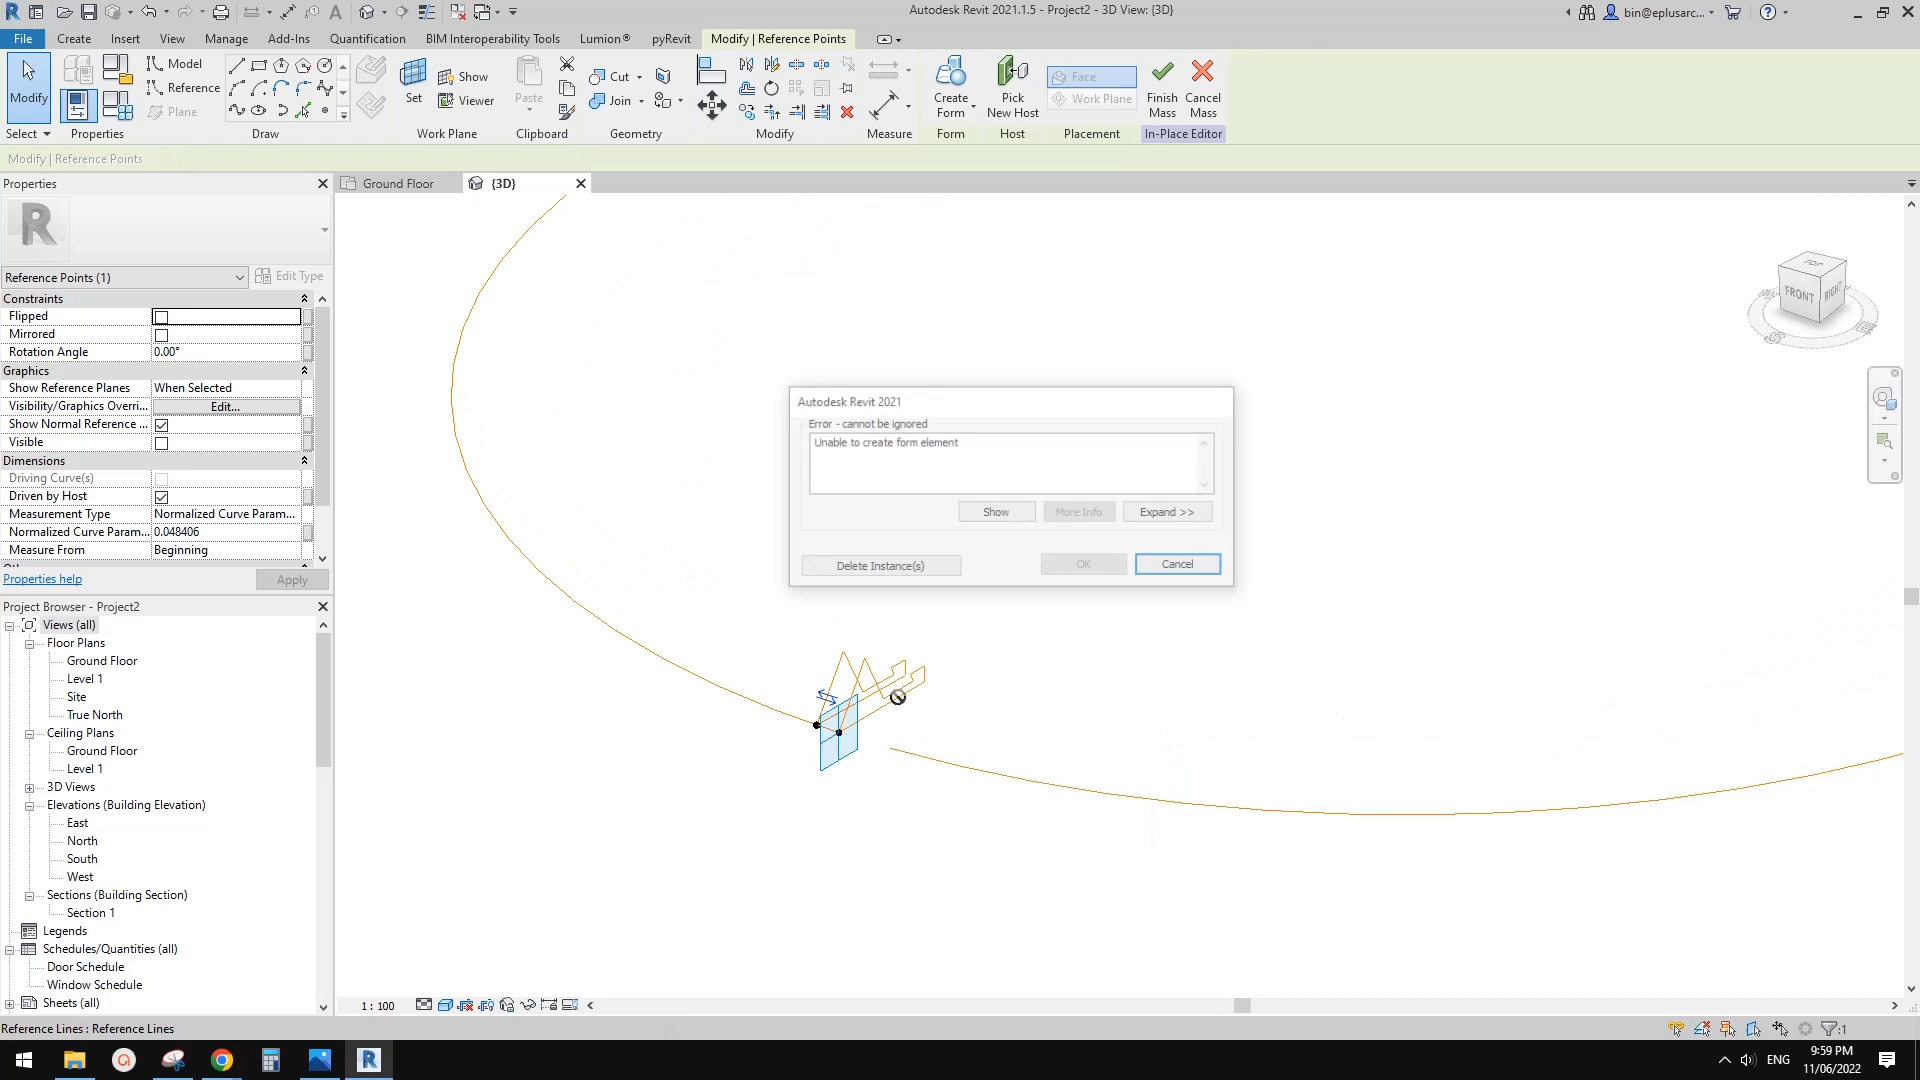 Autodesk Revit 2021.1.5 - Project2 - 3D View: {3D}
bin@eplusarc...
File Create Insert View Manage Add-Ins Quantification BIM Interoperability Tools Lumion® pyRevit Modify | Reference Points
Model
Reference
Plane
Modify
Set
Show
Viewer
Paste
Cut
Join
Create
Form
Pick
New Host
Face
Work Plane
Finish
Mass
Cancel
Mass
Select Properties Draw Work Plane Clipboard Geometry Modify Measure Form Host Placement In-Place Editor
Modify | Reference Points
Properties
Ground Floor
{3D}
Reference Points (1)
Edit Type
Constraints
Flipped
Mirrored
Rotation Angle 0.00°
Graphics
Show Reference Planes When Selected
Visibility/Graphics Overri... Edit...
Show Normal Reference ...
Visible
Dimensions
Driving Curve(s)
Driven by Host
Measurement Type Normalized Curve Param...
Normalized Curve Param... 0.048406
Measure From Beginning
Properties help
Apply
Project Browser - Project2
Views (all)
Floor Plans
Ground Floor
Level 1
Site
True North
Ceiling Plans
Ground Floor
Level 1
3D Views
Elevations (Building Elevation)
East
North
South
West
Sections (Building Section)
Section 1
Legends
Schedules/Quantities (all)
Door Schedule
Window Schedule
Sheets (all)
Autodesk Revit 2021
Error - cannot be ignored
Unable to create form element
Show
More Info
Expand >>
Delete Instance(s)
OK
Cancel
FRONT
RIGHT
1 : 100
Reference Lines : Reference Lines
:1
ENG
9:59 PM
11/06/2022